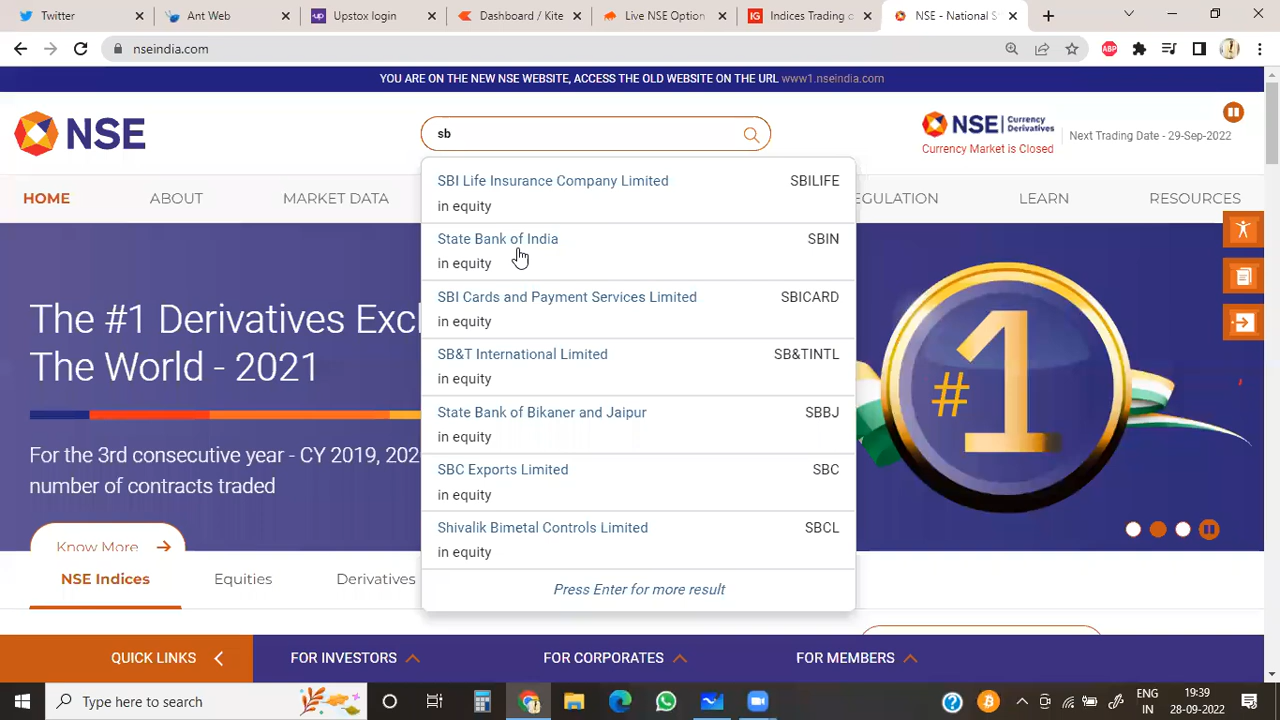 Twitter
Ant Web
Upstox login
Dashboard / Kite
Live NSE Option
Indices Trading o
NSE - National S
nseindia.com
ABP
YOU ARE ON THE NEW NSE WEBSITE, ACCESS THE OLD WEBSITE ON THE URL www1.nseindia.com
NSE
sb
NSE Currency Derivatives
Currency Market is Closed
Next Trading Date - 29-Sep-2022
HOME ABOUT MARKET DATA EGULATION LEARN RESOURCES
SBI Life Insurance Company Limited SBILIFE
in equity
State Bank of India SBIN
in equity
SBI Cards and Payment Services Limited SBICARD
in equity
SB&T International Limited SB&TINTL
in equity
State Bank of Bikaner and Jaipur SBBJ
in equity
SBC Exports Limited SBC
in equity
Shivalik Bimetal Controls Limited SBCL
in equity
Press Enter for more result
The #1 Derivatives Excl
The World - 2021
For the 3rd consecutive year - CY 2019, 202
number of contracts traded
Know More
#1
NSE Indices Equities Derivatives
QUICK LINKS FOR INVESTORS FOR CORPORATES FOR MEMBERS
Type here to search
ENG
IN
19:39
28-09-2022